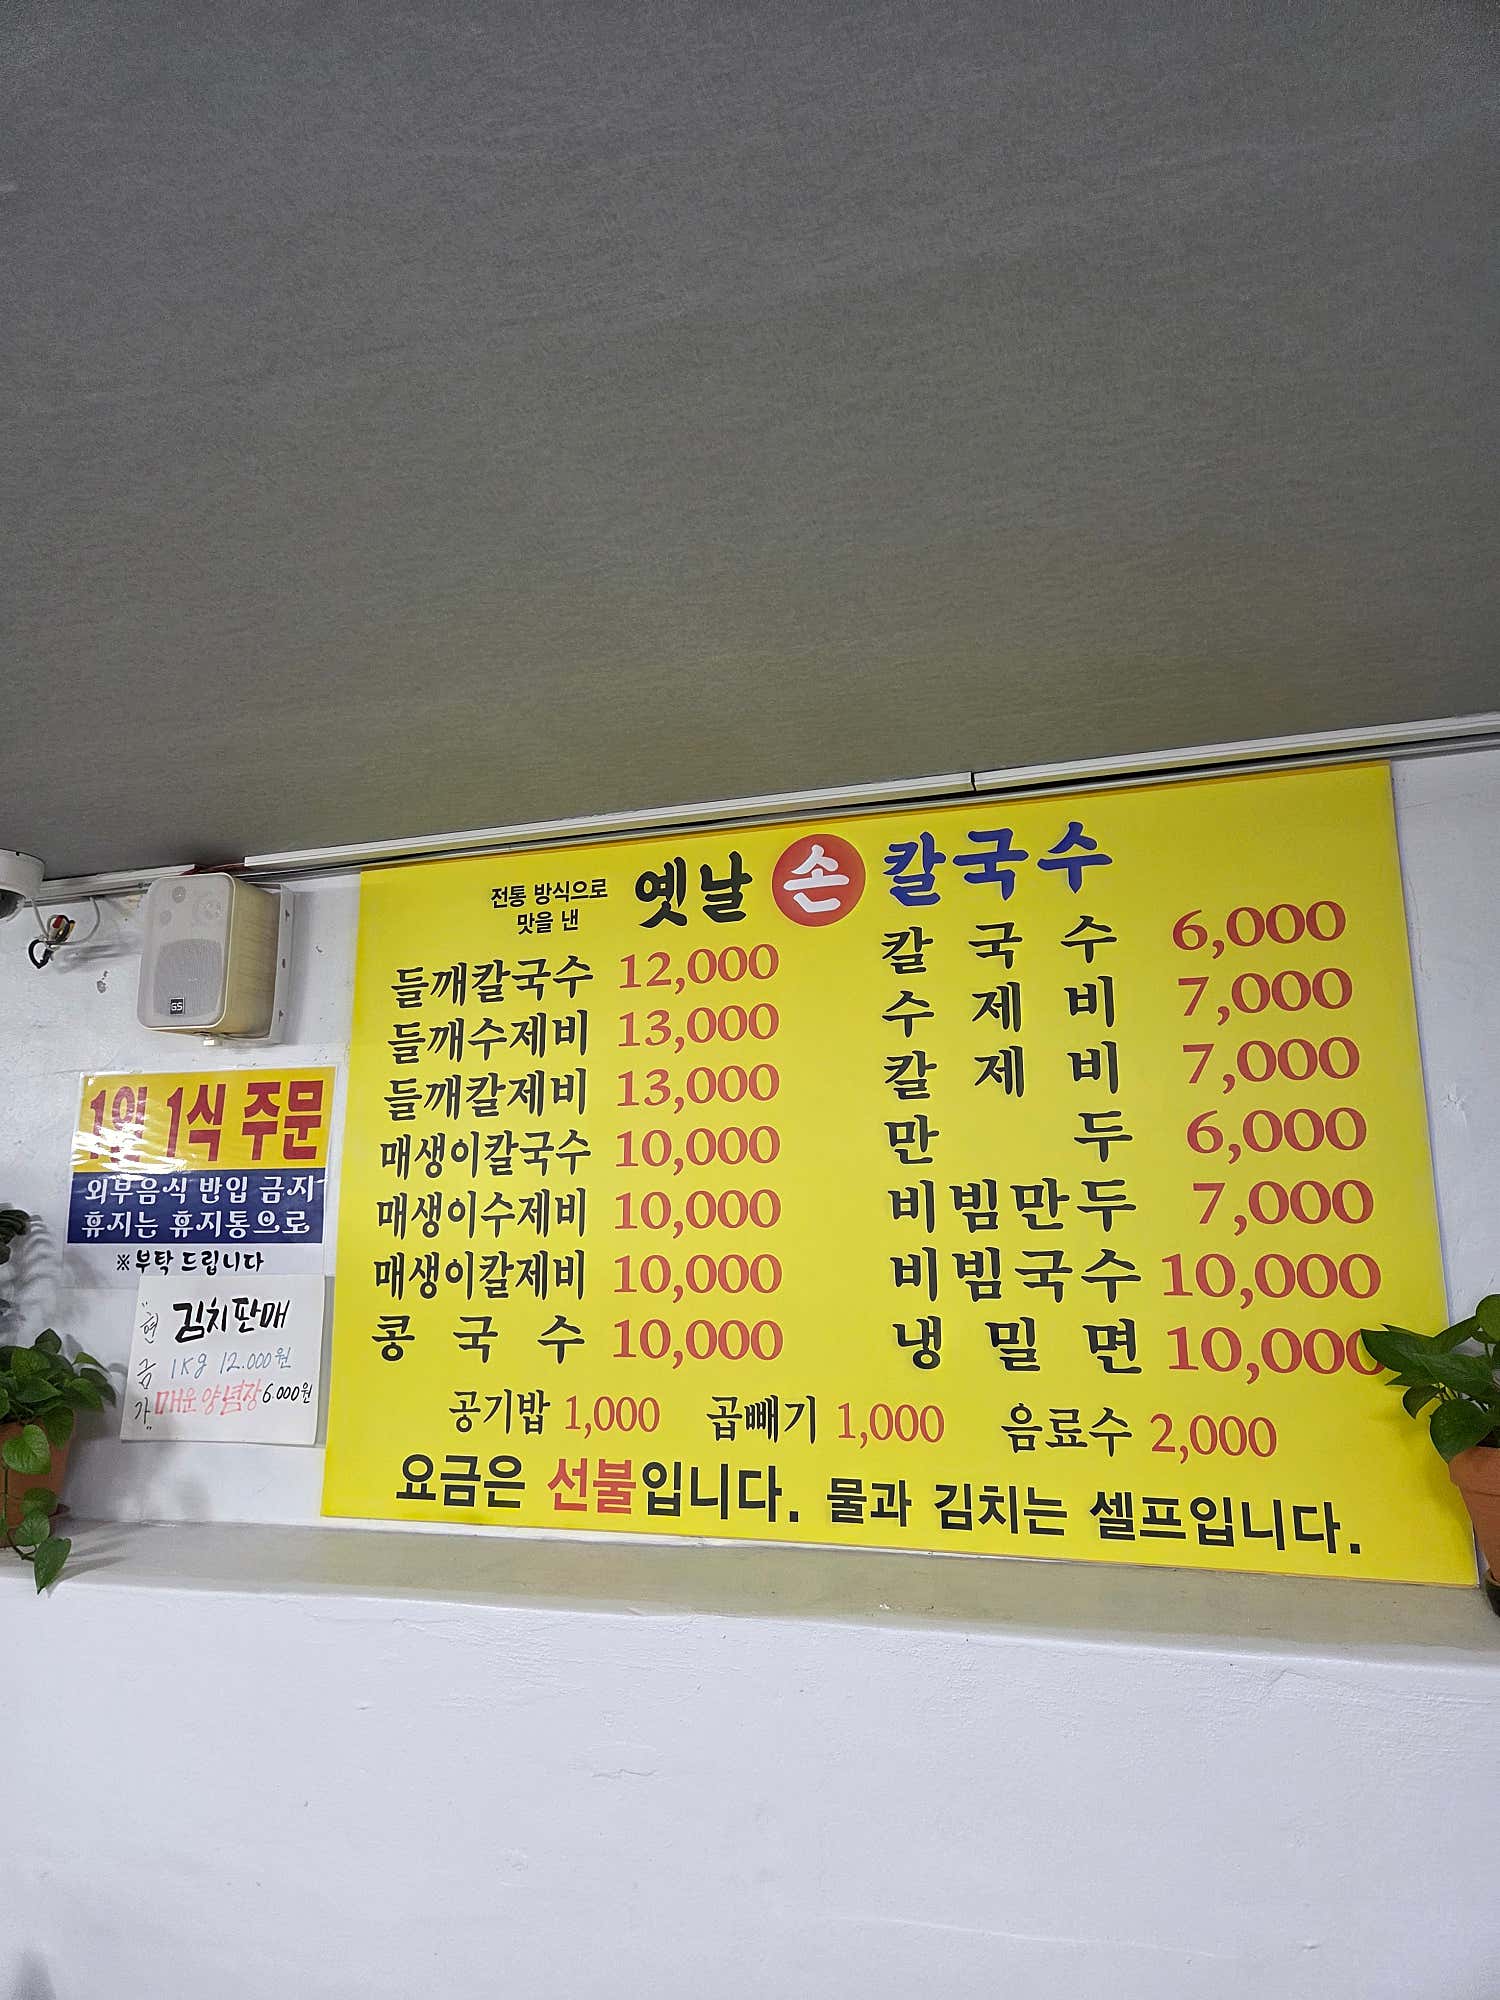 전통 방식으로
맛을 낸
옛날 손 칼국수
들깨칼국수 12,000
들깨수제비 13,000
들깨칼제비 13,000
매생이칼국수 10,000
매생이수제비 10,000
매생이칼제비 10,000
콩 국 수 10,000
칼 국 수 6,000
수 제 비 7,000
칼 제 비 7,000
만 두 6,000
비빔만두 7,000
비빔국수 10,000
냉 밀 면 10,000
공기밥 1,000 곱빼기 1,000 음료수 2,000
요금은 선불입니다. 물과 김치는 셀프입니다.
GS
1인 1식 주문
외부음식 반입 금지
휴지는 휴지통으로
※부탁 드립니다
"현금가"
김치판매
1Kg 12.000원
매운양념장 6.000원